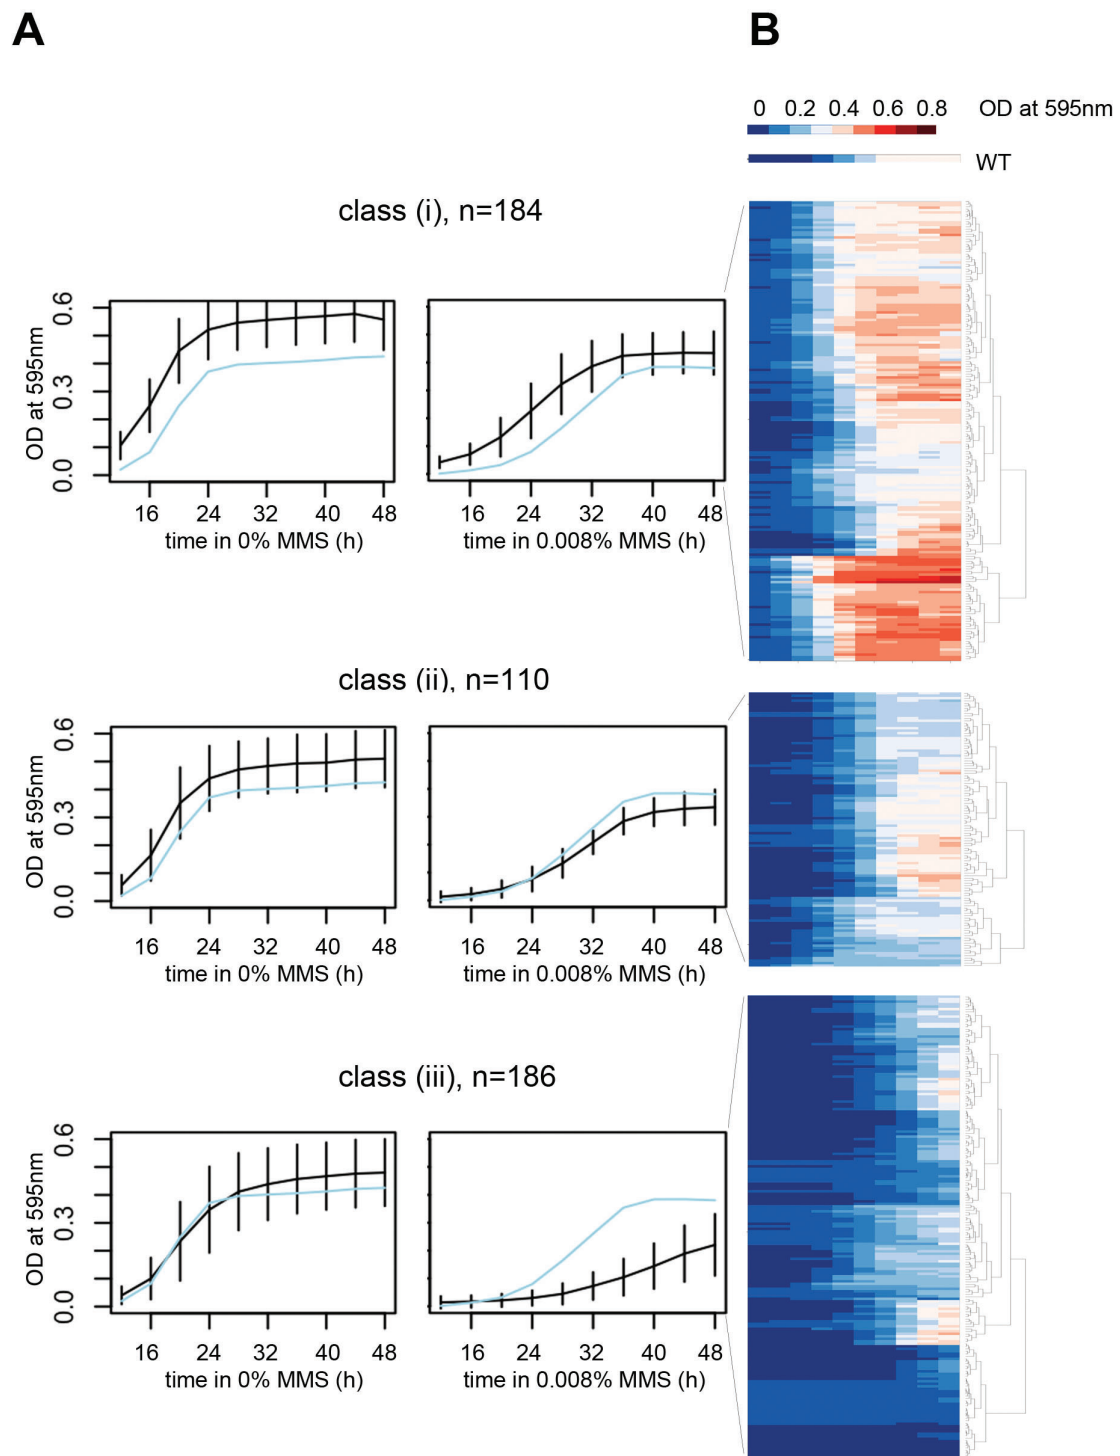 A
B
0 0.2 0.4 0.6 0.8 OD at 595nm
WT
class (i), n=184
OD at 595nm
0.0 0.3 0.6
16 24 32 40 48
time in 0% MMS (h)
16 24 32 40 48
time in 0.008% MMS (h)
class (ii), n=110
OD at 595nm
0.0 0.3 0.6
16 24 32 40 48
time in 0% MMS (h)
16 24 32 40 48
time in 0.008% MMS (h)
class (iii), n=186
OD at 595nm
0.0 0.3 0.6
16 24 32 40 48
time in 0% MMS (h)
16 24 32 40 48
time in 0.008% MMS (h)